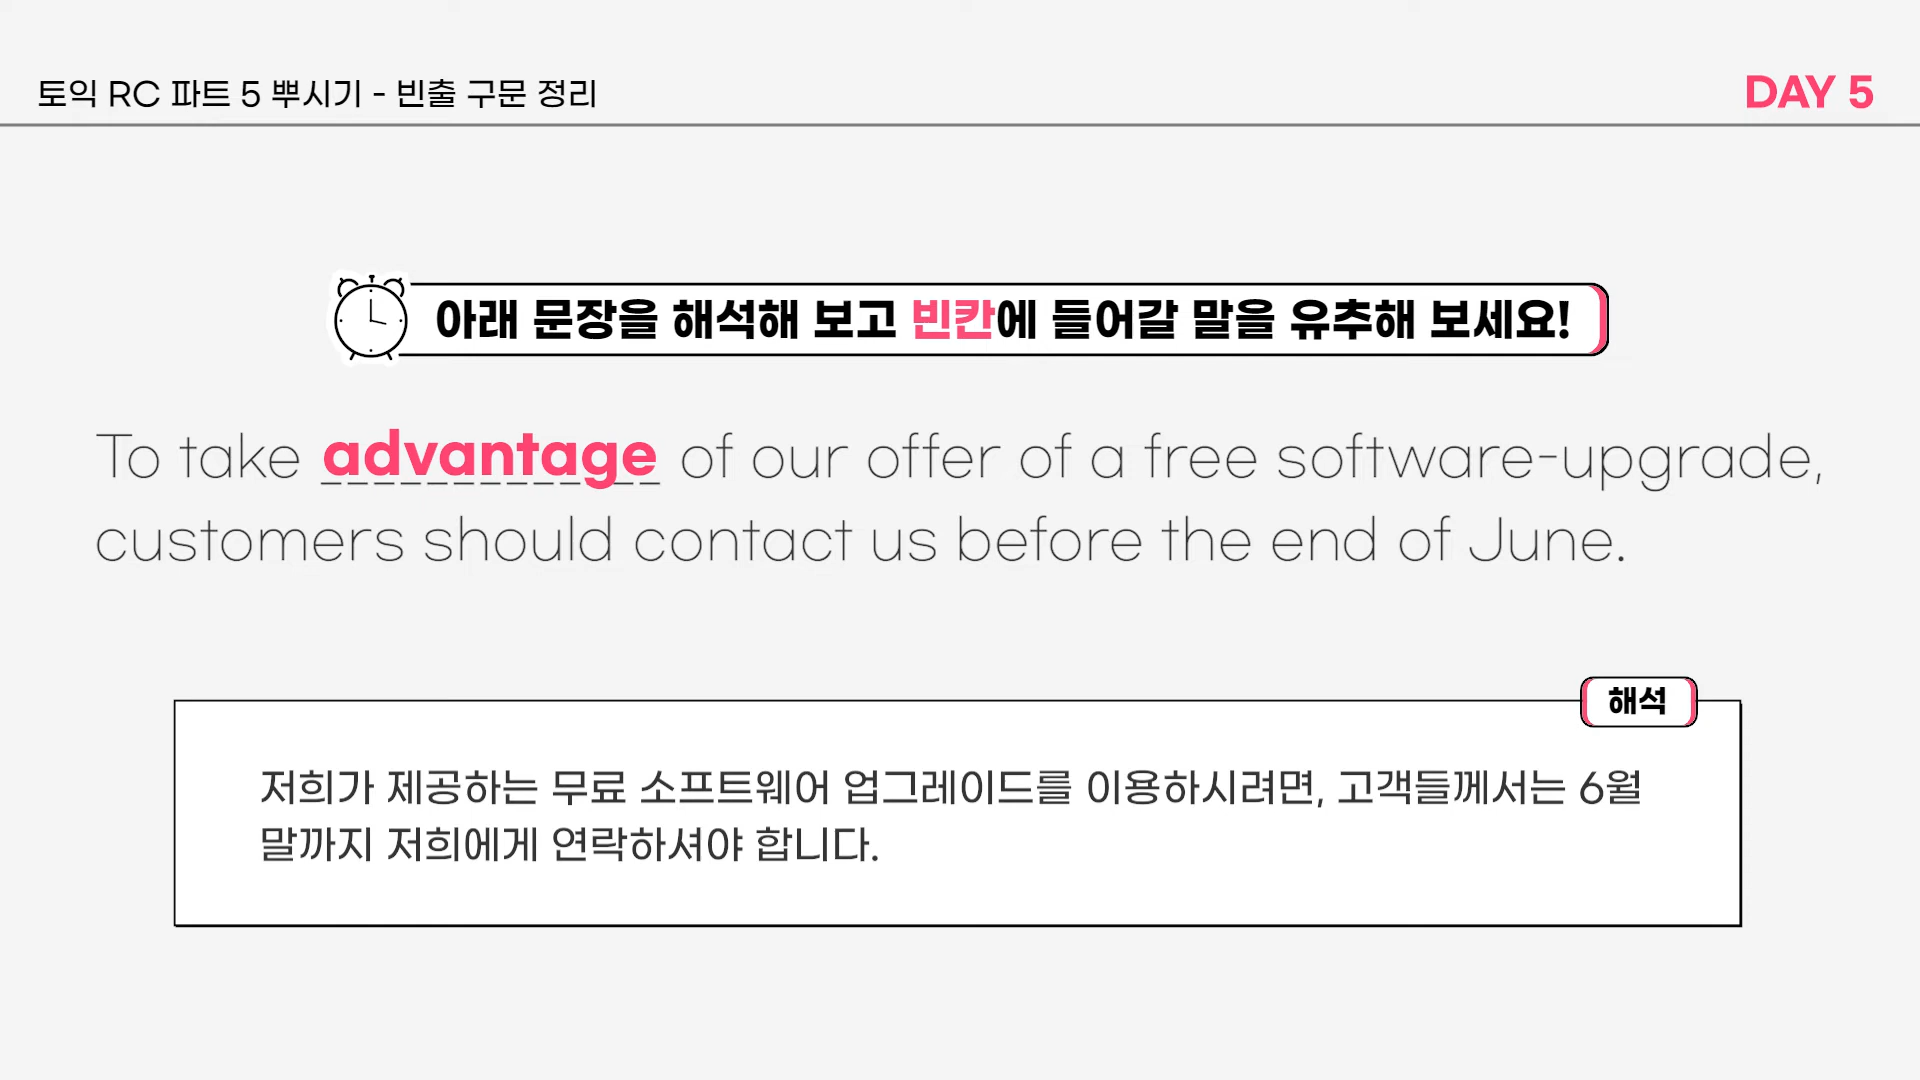 토익 RC 파트 5 뿌시기 - 빈출 구문 정리
DAY 5
아래 문장을 해석해 보고 빈칸에 들어갈 말을 유추해 보세요!
To take advantage of our offer of a free software-upgrade,
customers should contact us before the end of June.
해석
저희가 제공하는 무료 소프트웨어 업그레이드를 이용하시려면, 고객들께서는 6월
말까지 저희에게 연락하셔야 합니다.